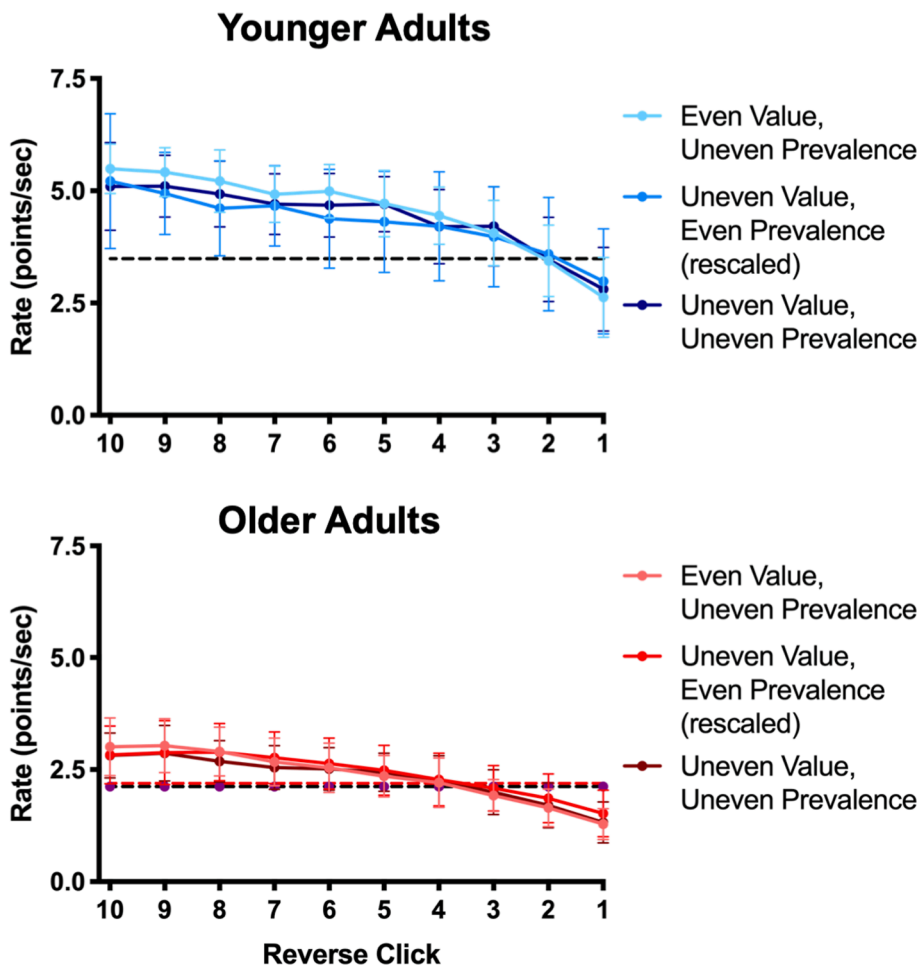 Younger Adults
7.5
5.0
2.5
0.0
Rate (points/sec)
10 9 8 7 6 5 4 3 2 1
Even Value,
Uneven Prevalence
Uneven Value,
Even Prevalence
(rescaled)
Uneven Value,
Uneven Prevalence
Older Adults
7.5
5.0
2.5
0.0
Rate (points/sec)
10 9 8 7 6 5 4 3 2 1
Reverse Click
Even Value,
Uneven Prevalence
Uneven Value,
Even Prevalence
(rescaled)
Uneven Value,
Uneven Prevalence